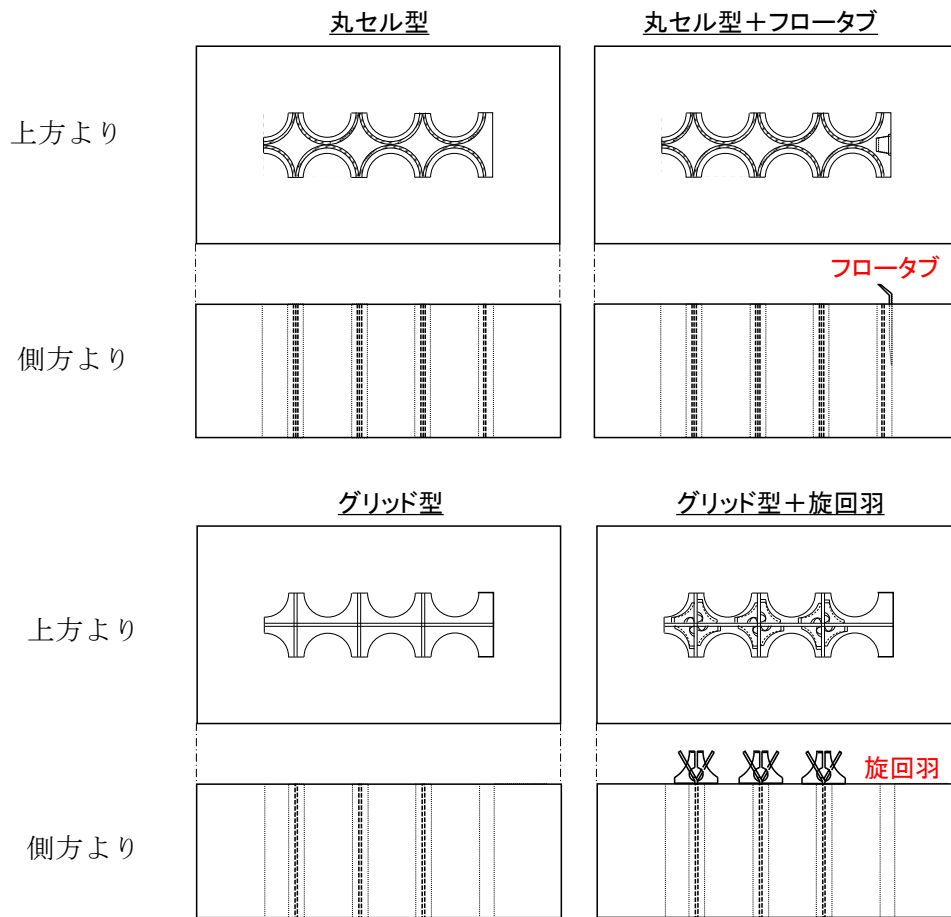 丸セル型
丸セル型＋フロータブ
上方より
フロータブ
側方より
グリッド型
グリッド型＋旋回羽
上方より
旋回羽
側方より